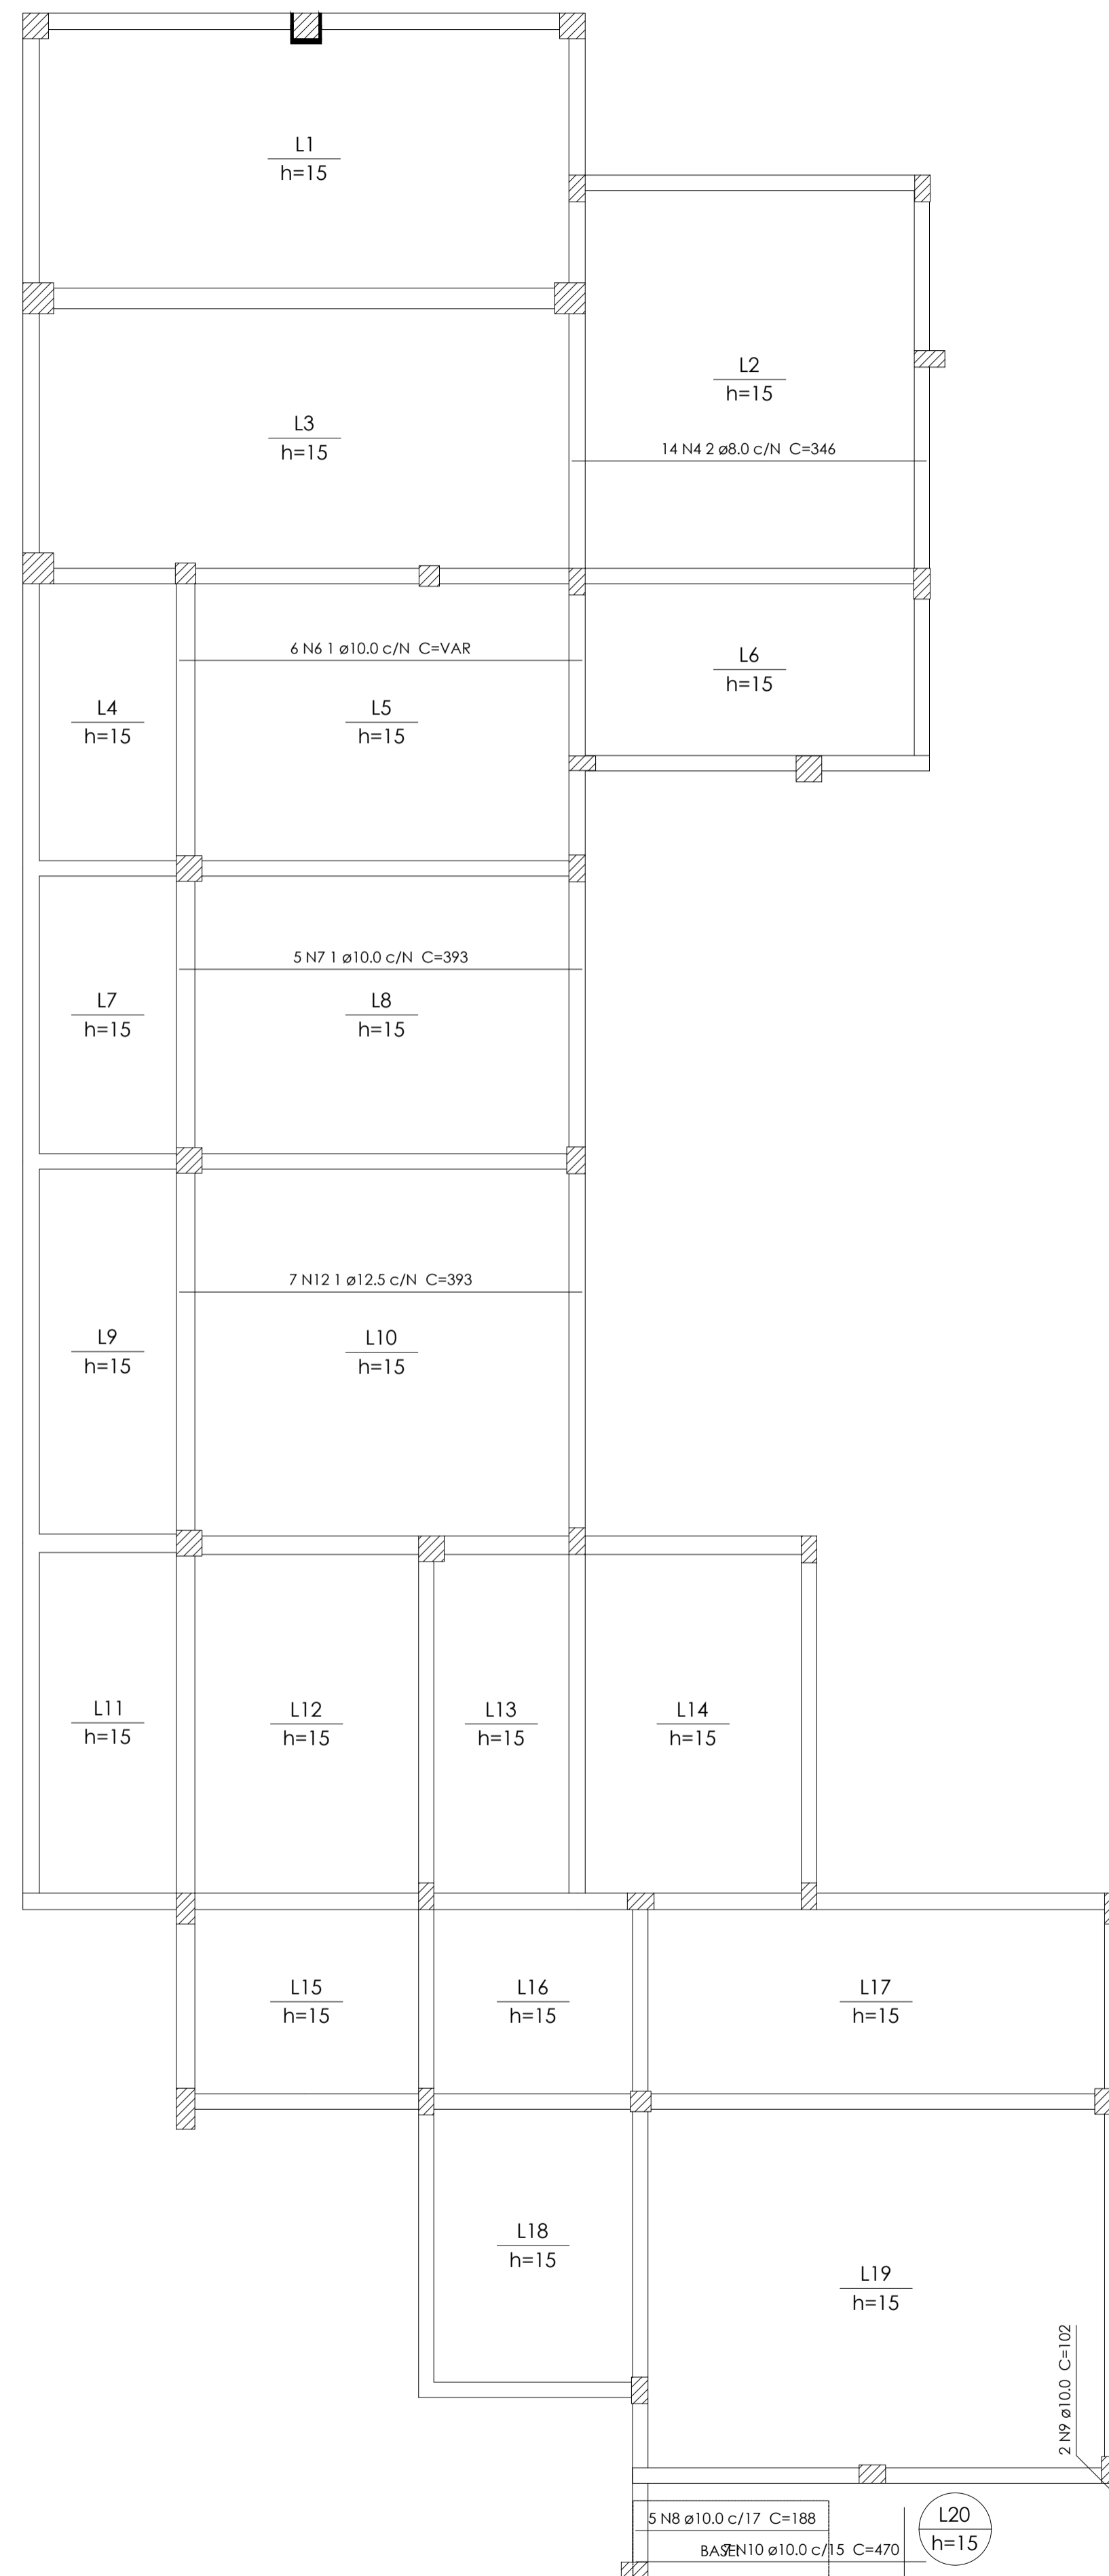 L1
h=15
L2
h=15
14 N4 2 ø8.0 c/N C=346
L3
h=15
6 N6 1 ø10.0 c/N C=VAR
L6
h=15
L4
h=15
L5
h=15
5 N7 1 ø10.0 c/N C=393
L7
h=15
L8
h=15
7 N12 1 ø12.5 c/N C=393
L9
h=15
L10
h=15
L11
h=15
L12
h=15
L13
h=15
L14
h=15
L15
h=15
L16
h=15
L17
h=15
L18
h=15
L19
h=15
2 N9 ø10.0 C=102
5 N8 ø10.0 c/17 C=188
L20
h=15
N10 ø10.0 c/15 C=470